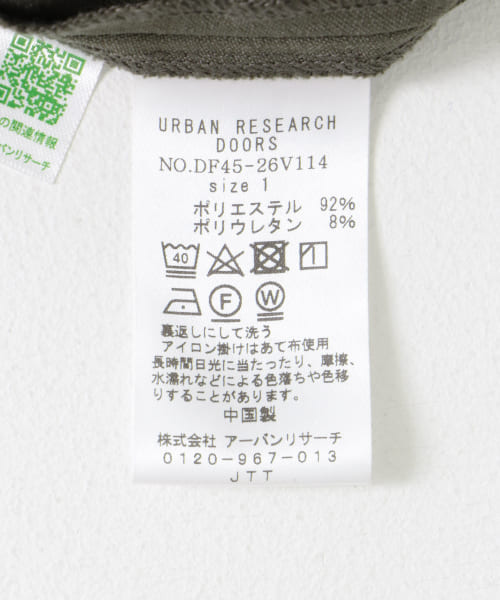 の関連情報
ーバンリサーチ
URBAN RESEARCH
DOORS
NO.DF45-26V114
size 1
ポリエステル 92%
ポリウレタン 8%
40
F
W
裏返しにして洗う
アイロン掛けはあて布使用
長時間日光に当たったり、摩擦、
水濡れなどによる色落ちや色移
りすることがあります。
中国製
株式会社 アーバンリサーチ
0120-967-013
JTT